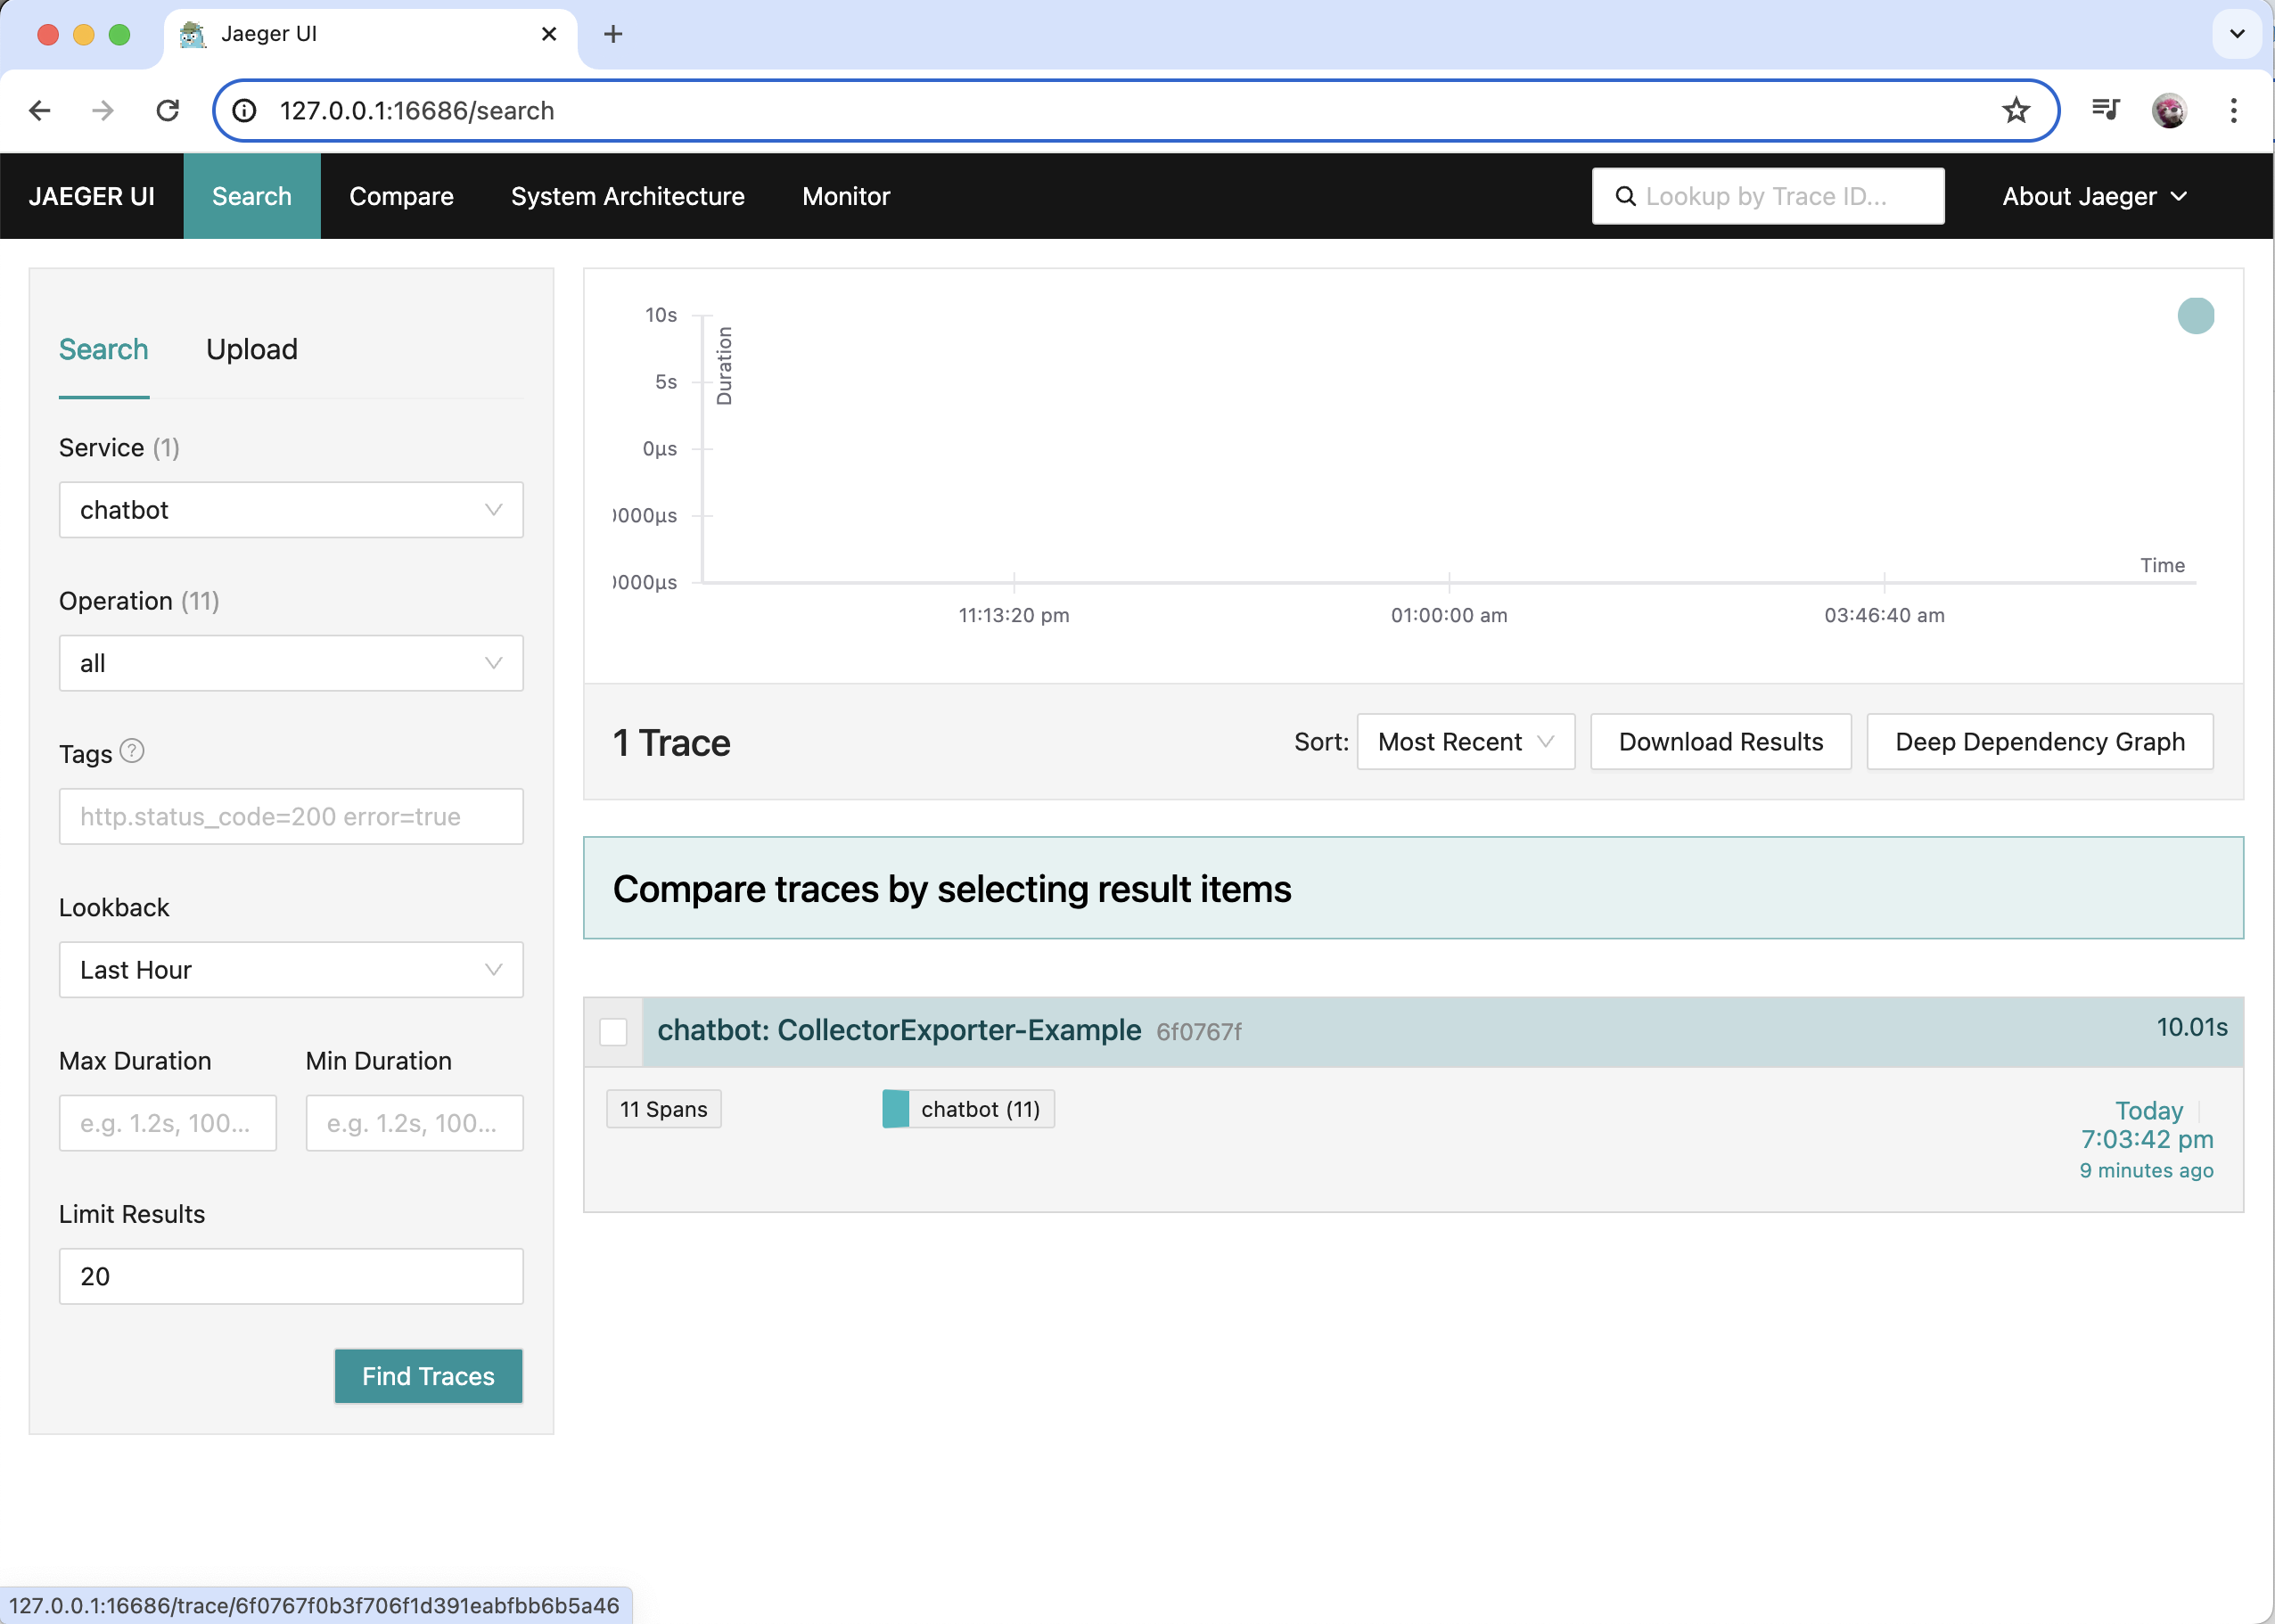 Jaeger UI
127.0.0.1:16686/search
JAEGER UI Search Compare System Architecture Monitor Lookup by Trace ID... About Jaeger
Search Upload
Service (1)
chatbot
Operation (11)
all
Tags ?
http.status_code=200 error=true
Lookback
Last Hour
Max Duration Min Duration
e.g. 1.2s, 100... e.g. 1.2s, 100...
Limit Results
20
Find Traces
10s
5s
0μs
0000μs
0000μs
Duration
Time
11:13:20 pm 01:00:00 am 03:46:40 am
1 Trace Sort: Most Recent Download Results Deep Dependency Graph
Compare traces by selecting result items
chatbot: CollectorExporter-Example 6f0767f 10.01s
11 Spans chatbot (11) Today
7:03:42 pm
9 minutes ago
127.0.0.1:16686/trace/6f0767f0b3f706f1d391eabfbb6b5a46